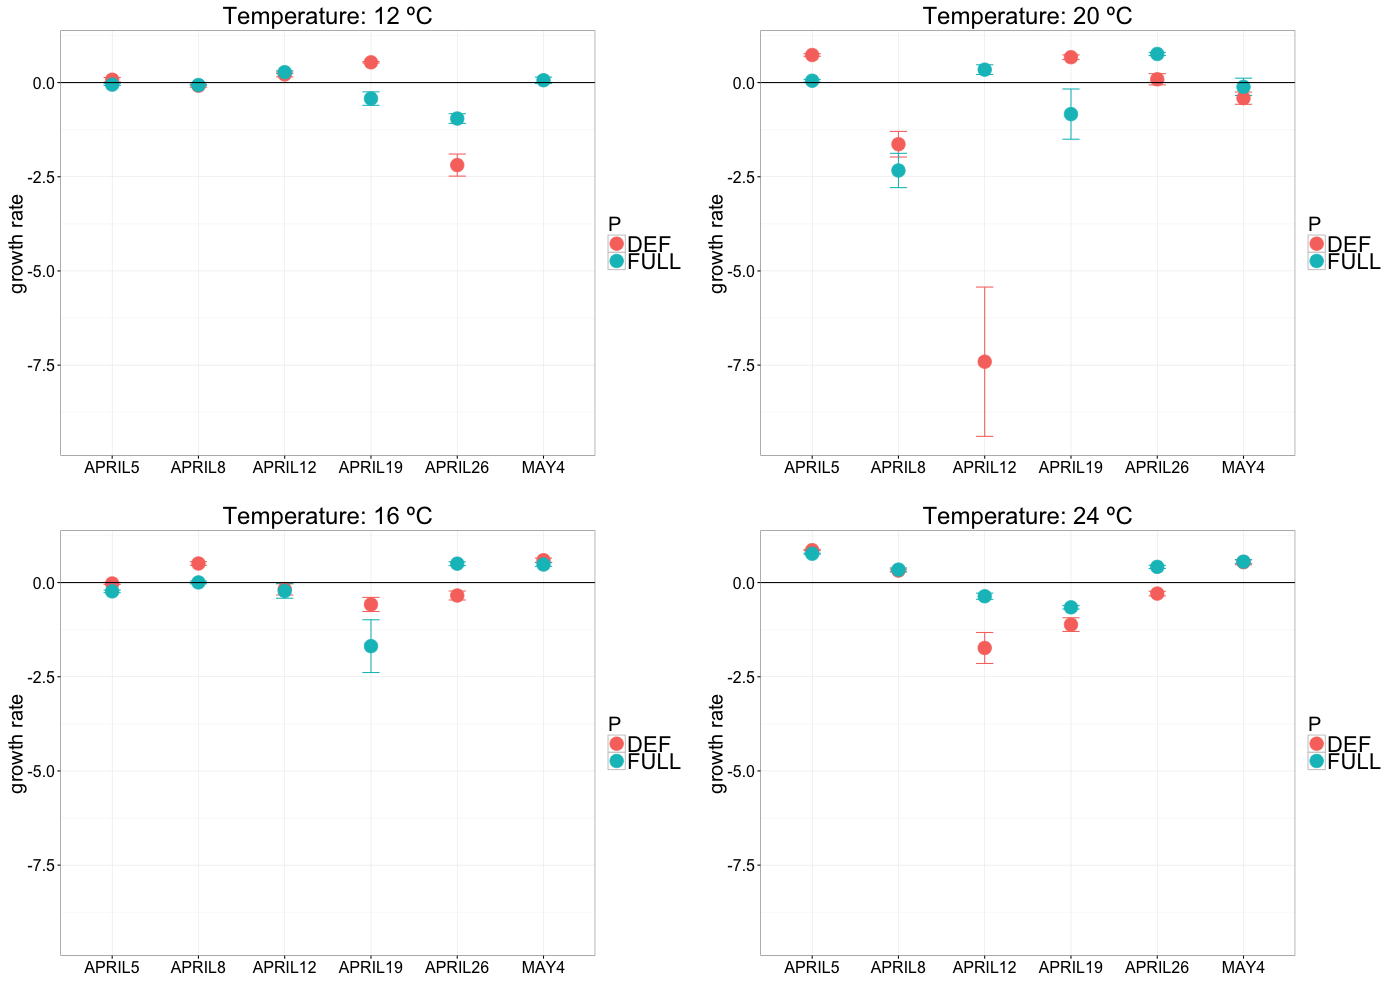 Temperature: 12 ºC
growth rate
0.0
-2.5
-5.0
-7.5
APRIL5 APRIL8 APRIL12 APRIL19 APRIL26 MAY4
P
DEF
FULL
Temperature: 20 ºC
growth rate
0.0
-2.5
-5.0
-7.5
APRIL5 APRIL8 APRIL12 APRIL19 APRIL26 MAY4
P
DEF
FULL
Temperature: 16 ºC
growth rate
0.0
-2.5
-5.0
-7.5
APRIL5 APRIL8 APRIL12 APRIL19 APRIL26 MAY4
P
DEF
FULL
Temperature: 24 ºC
growth rate
0.0
-2.5
-5.0
-7.5
APRIL5 APRIL8 APRIL12 APRIL19 APRIL26 MAY4
P
DEF
FULL